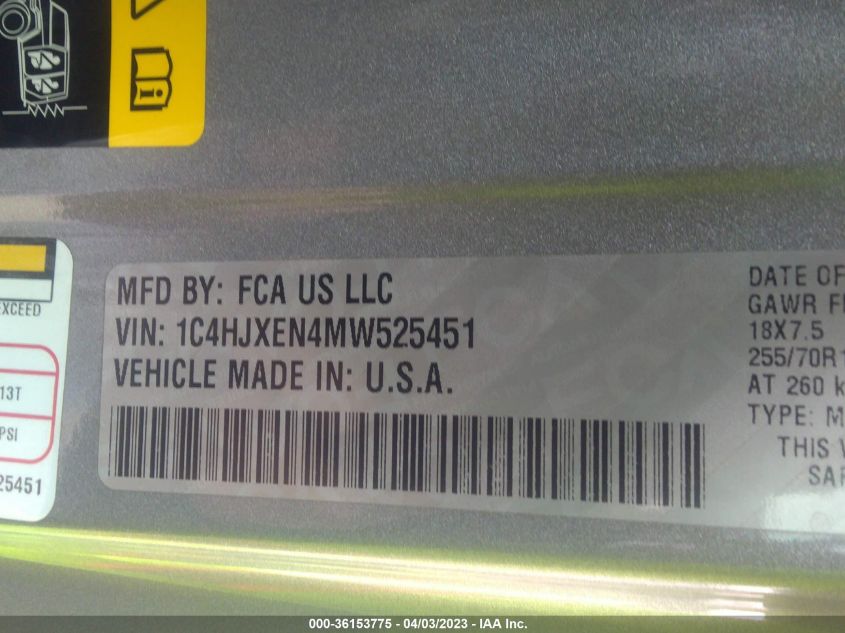 EXCEED
13T
PSI
25451
MFD BY: FCA US LLC
VIN: 1C4HJXEN4MW525451
VEHICLE MADE IN: U.S.A.
DATE OF
GAWR
18X7.5
255/70R1
AT 260
TYPE: M
THIS
000-36153775 - 04/03/2023 - IAA Inc.